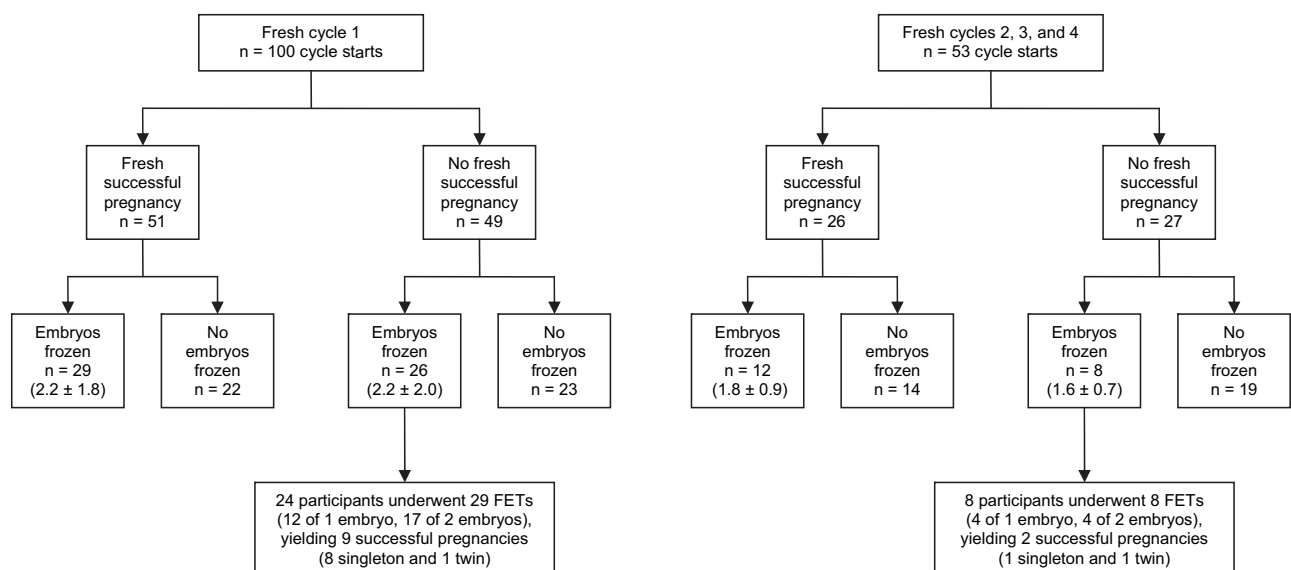 Fresh cycle 1
n = 100 cycle starts
Fresh
successful
pregnancy
n = 51
No fresh
successful
pregnancy
n = 49
Embryos
frozen
n = 29
(2.2 ± 1.8)
No
embryos
frozen
n = 22
Embryos
frozen
n = 26
(2.2 ± 2.0)
No
embryos
frozen
n = 23
24 participants underwent 29 FETs
(12 of 1 embryo, 17 of 2 embryos),
yielding 9 successful pregnancies
(8 singleton and 1 twin)
Fresh cycles 2, 3, and 4
n = 53 cycle starts
Fresh
successful
pregnancy
n = 26
No fresh
successful
pregnancy
n = 27
Embryos
frozen
n = 12
(1.8 ± 0.9)
No
embryos
frozen
n = 14
Embryos
frozen
n = 8
(1.6 ± 0.7)
No
embryos
frozen
n = 19
8 participants underwent 8 FETs
(4 of 1 embryo, 4 of 2 embryos),
yielding 2 successful pregnancies
(1 singleton and 1 twin)